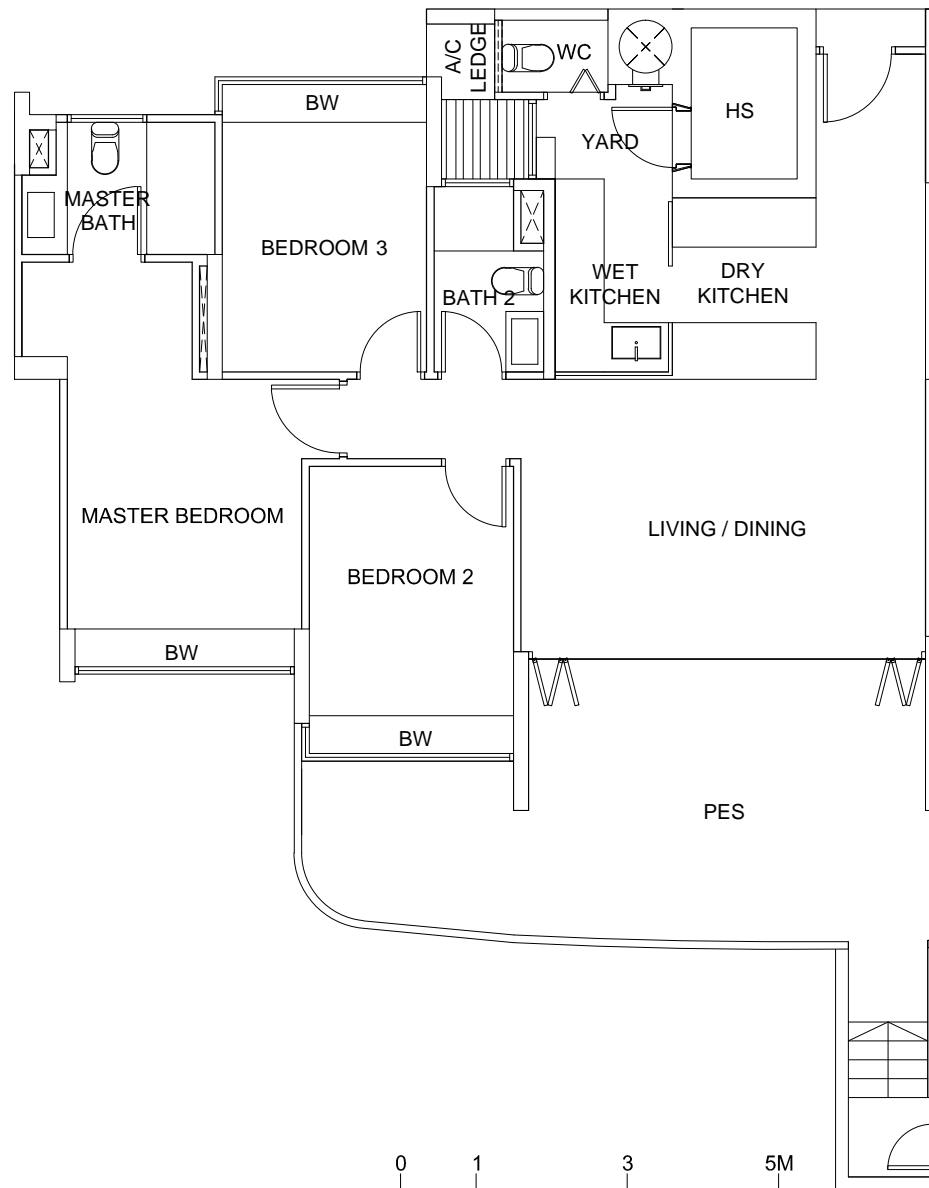 A/C
LEDGE
WC
BW
HS
YARD
MASTER
BATH
BEDROOM 3
BATH 2
WET
KITCHEN
DRY
KITCHEN
MASTER BEDROOM
LIVING / DINING
BEDROOM 2
BW
BW
PES
0 1 3 5M